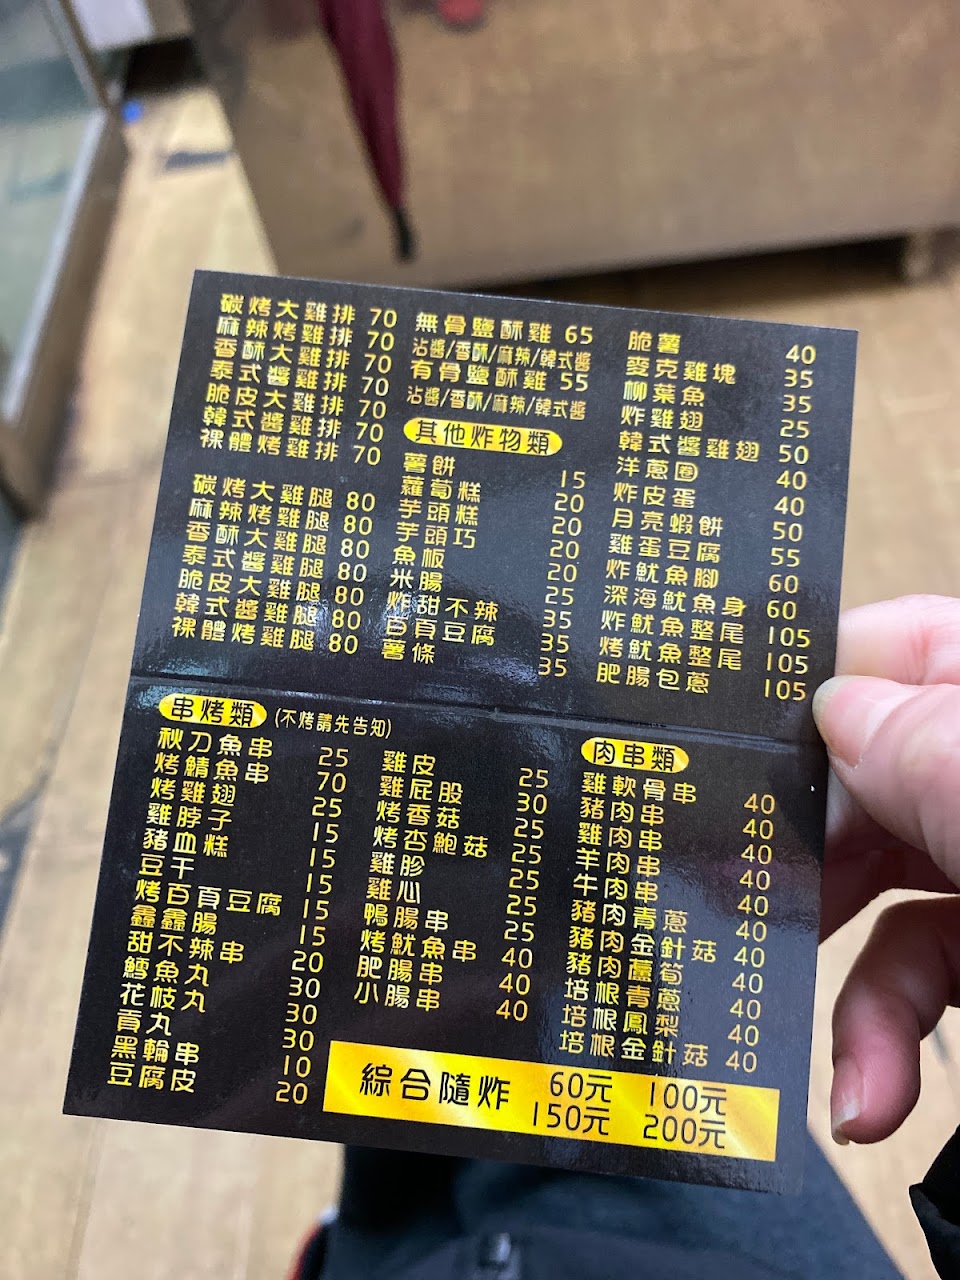 碳烤大雞排 70
麻辣烤雞排 70
香酥大雞排 70
泰式醬雞排 70
脆皮大雞排 70
韓式醬雞排 70
裸體烤雞排 70
碳烤大雞腿 80
麻辣烤雞腿 80
香酥大雞腿 80
泰式醬雞腿 80
脆皮大雞腿 80
韓式醬雞腿 80
裸體烤雞腿 80
無骨鹽酥雞 65
沾醬/香酥/麻辣/韓式醬
有骨鹽酥雞 55
沾醬/香酥/麻辣/韓式醬
其他炸物類
薯餅 15
蘿蔔糕 20
芋頭糕 20
芋頭巧 20
魚板 20
米腸 25
炸甜不辣 35
百頁豆腐 35
薯條 35
脆薯 40
麥克雞塊 35
柳葉魚 35
炸雞翅 25
韓式醬雞翅 50
洋蔥圈 40
炸皮蛋 40
月亮蝦餅 50
雞蛋豆腐 55
炸魷魚腳 60
深海魷魚身 60
炸魷魚整尾 105
烤魷魚整尾 105
肥腸包蔥 105
串烤類 (不烤請先告知)
秋刀魚串 25
烤鯖魚串 70
烤雞翅 25
雞脖子 15
豬血糕 15
豆干 15
烤百頁豆腐 15
鑫鑫腸 15
甜不辣串 20
鱈魚丸 30
花枝丸 30
貢丸 30
黑輪串 10
豆腐皮 20
雞皮 25
雞屁股 30
烤香菇 25
烤杏鮑菇 25
雞胗 25
雞心 25
鴨腸串 25
烤魷魚串 40
肥腸串 40
小腸串 40
肉串類
雞軟骨串 40
豬肉串 40
雞肉串 40
羊肉串 40
牛肉串 40
豬肉青蔥 40
豬肉金針菇 40
豬肉蘆筍 40
培根青蔥 40
培根鳳梨 40
培根金針菇 40
綜合隨炸 60元 100元
150元 200元